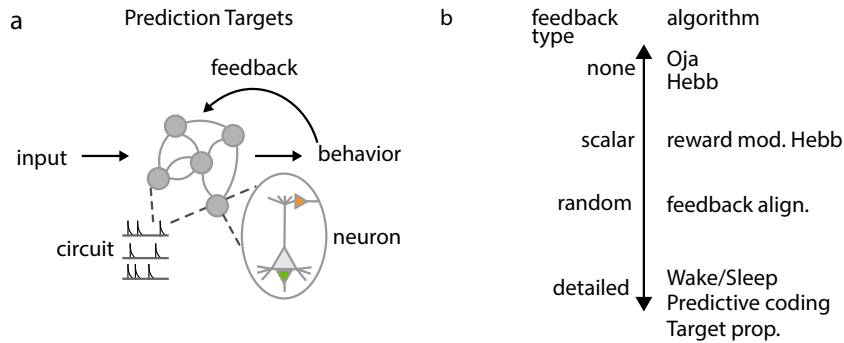 a
Prediction Targets
feedback
input
behavior
circuit
neuron
b
feedback
type
algorithm
none
Oja
Hebb
scalar
reward mod. Hebb
random
feedback align.
detailed
Wake/Sleep
Predictive coding
Target prop.